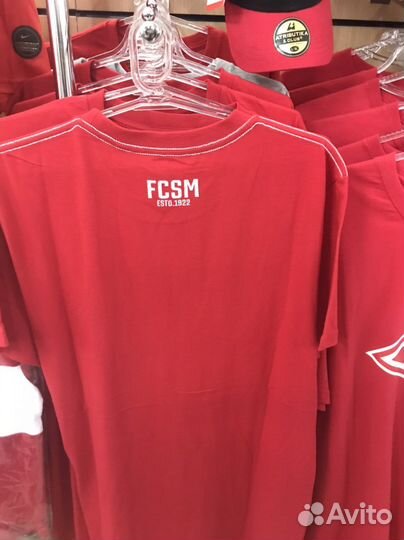 ATRIBUTIKA
& CLUB
FCSM
ESTD.1922
Avito